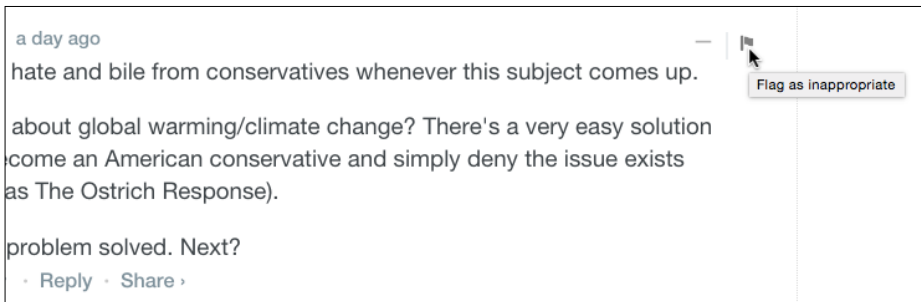 a day ago
hate and bile from conservatives whenever this subject comes up.
Flag as inappropriate
about global warming/climate change? There's a very easy solution
come an American conservative and simply deny the issue exists
as The Ostrich Response).
problem solved. Next?
· Reply · Share ›